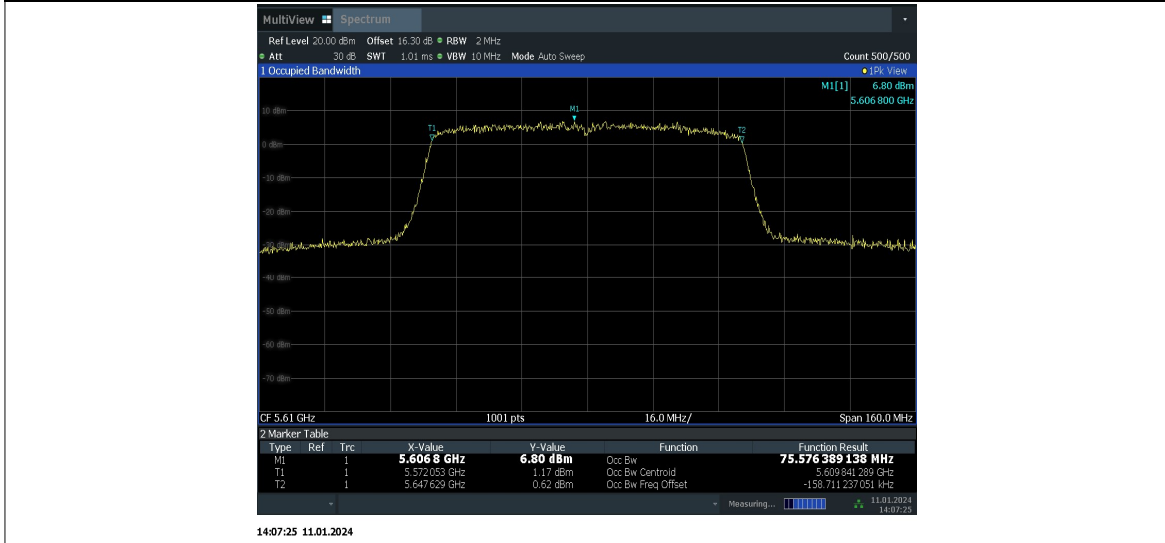 MultiView Spectrum
Ref Level 20.00 dBm Offset 16.30 dB RBW 2 MHz
Att 30 dB SWT 1.01 ms VBW 10 MHz Mode Auto Sweep Count 500/500
1 Occupied Bandwidth 1Pk View
M1[1] 6.80 dBm
5.606 800 GHz
10 dBm
M1
T1
T2
0 dBm
-10 dBm
-20 dBm
-30 dBm
-40 dBm
-50 dBm
-60 dBm
-70 dBm
CF 5.61 GHz 1001 pts 16.0 MHz/ Span 160.0 MHz
2 Marker Table
Type Ref Trc X-Value Y-Value Function Function Result
M1 1 5.606 8 GHz 6.80 dBm Occ Bw 75.576 389 138 MHz
T1 1 5.572 053 GHz 1.17 dBm Occ Bw Centroid 5.609 841 289 GHz
T2 1 5.647 629 GHz 0.62 dBm Occ Bw Freq Offset -158.711 237 051 kHz
Measuring... 11.01.2024
14:07:25
14:07:25 11.01.2024